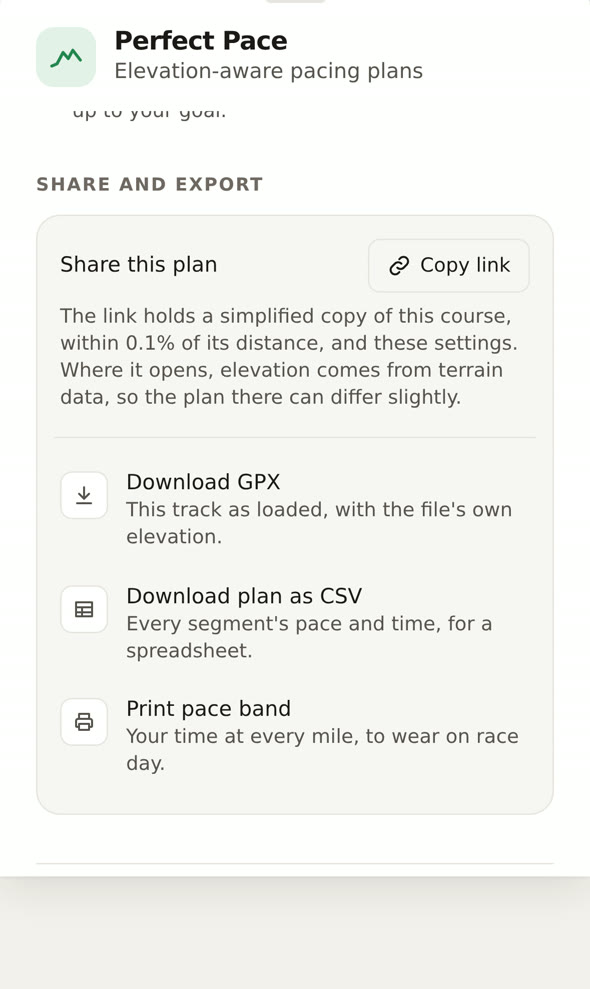 Perfect Pace
Elevation-aware pacing plans
up to your goal.
SHARE AND EXPORT
Share this plan
Copy link
The link holds a simplified copy of this course,
within 0.1% of its distance, and these settings.
Where it opens, elevation comes from terrain
data, so the plan there can differ slightly.
Download GPX
This track as loaded, with the file's own
elevation.
Download plan as CSV
Every segment's pace and time, for a
spreadsheet.
Print pace band
Your time at every mile, to wear on race
day.